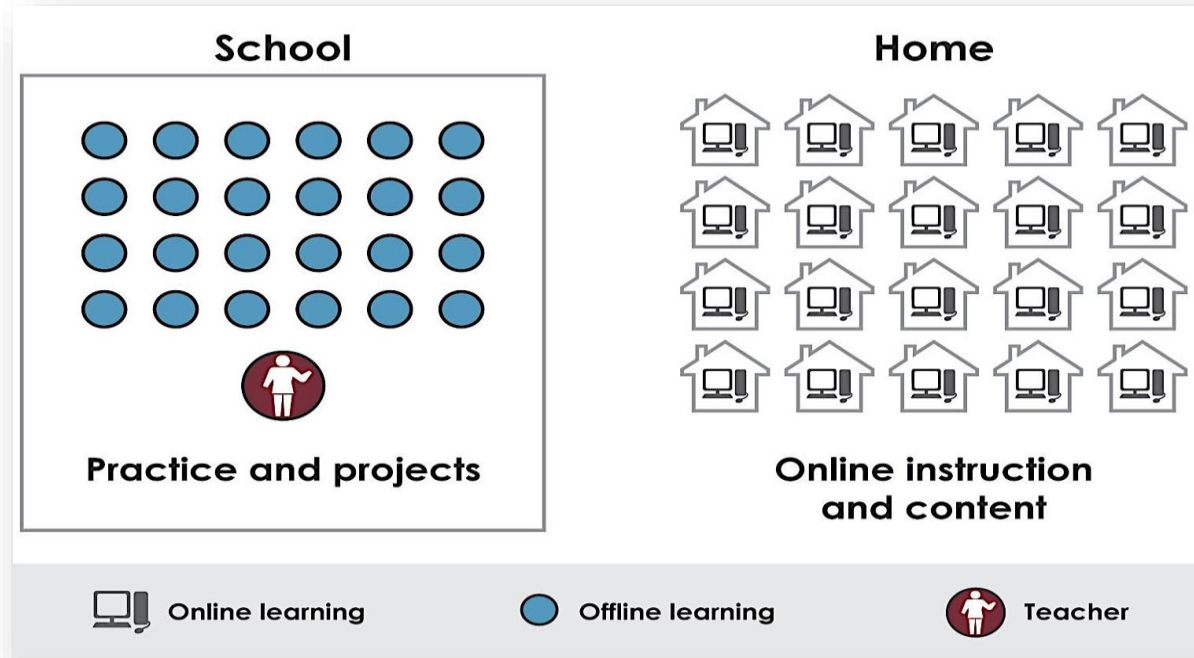 School
Home
Practice and projects
Online instruction
and content
Online learning
Offline learning
Teacher